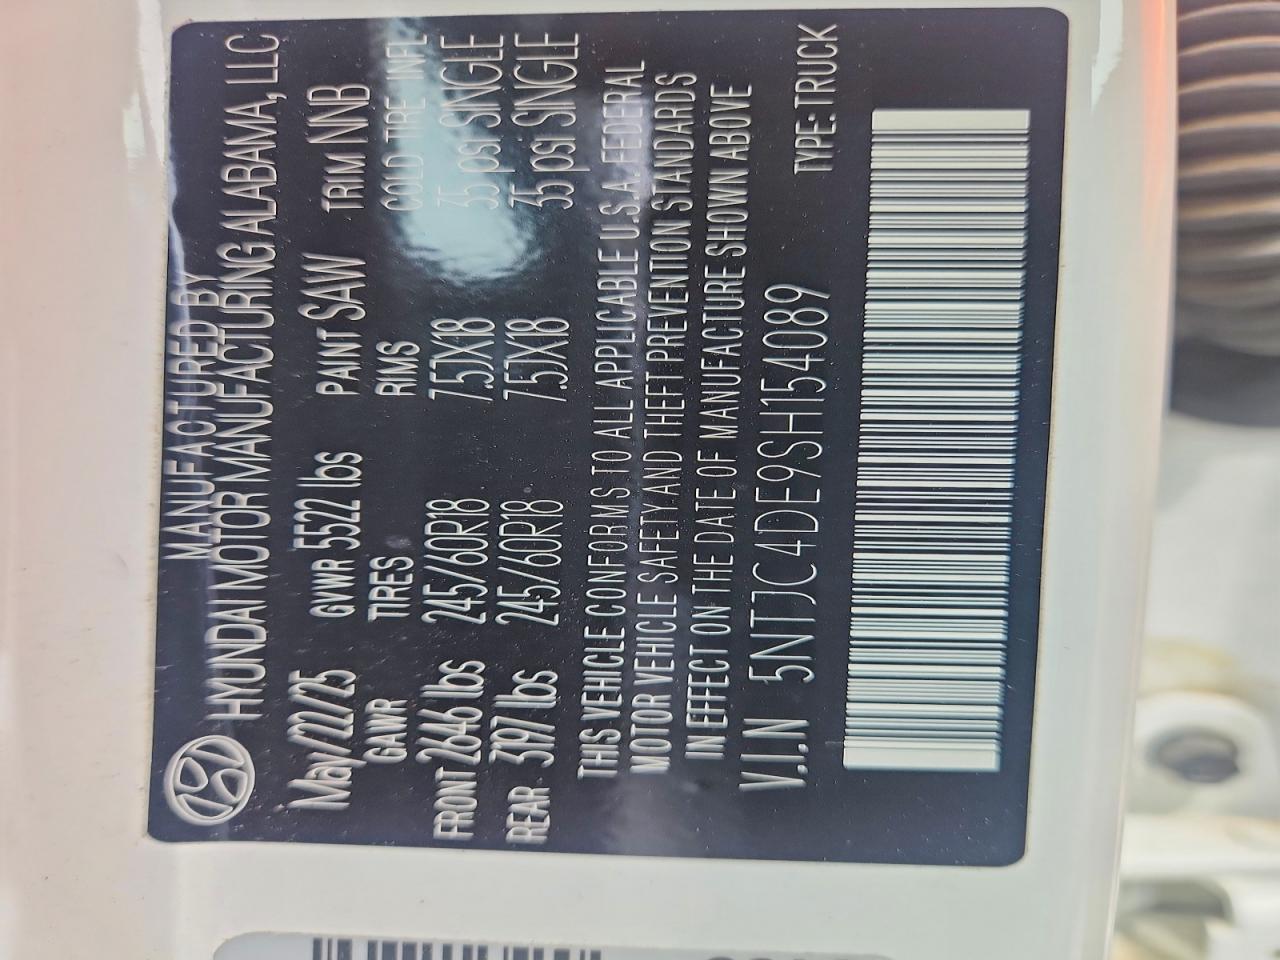 MANUFACTURED BY
HYUNDAI MOTOR MANUFACTURING ALABAMA, LLC
May/22/25 GVWR 5522 lbs PAINT SAW TRIM NNB
GAWR TIRES RIMS COLD TIRE INFL
FRONT 2646 lbs 245/60R18 7.5JX18 35 psi SINGLE
REAR 3197 lbs 245/60R18 7.5JX18 35 psi SINGLE
35 psi SINGLE
THIS VEHICLE CONFORMS TO ALL APPLICABLE U.S.A. FEDERAL
MOTOR VEHICLE SAFETY AND THEFT PREVENTION STANDARDS
IN EFFECT ON THE DATE OF MANUFACTURE SHOWN ABOVE
V.I.N 5NTJC4DE9SH154089
TYPE: TRUCK